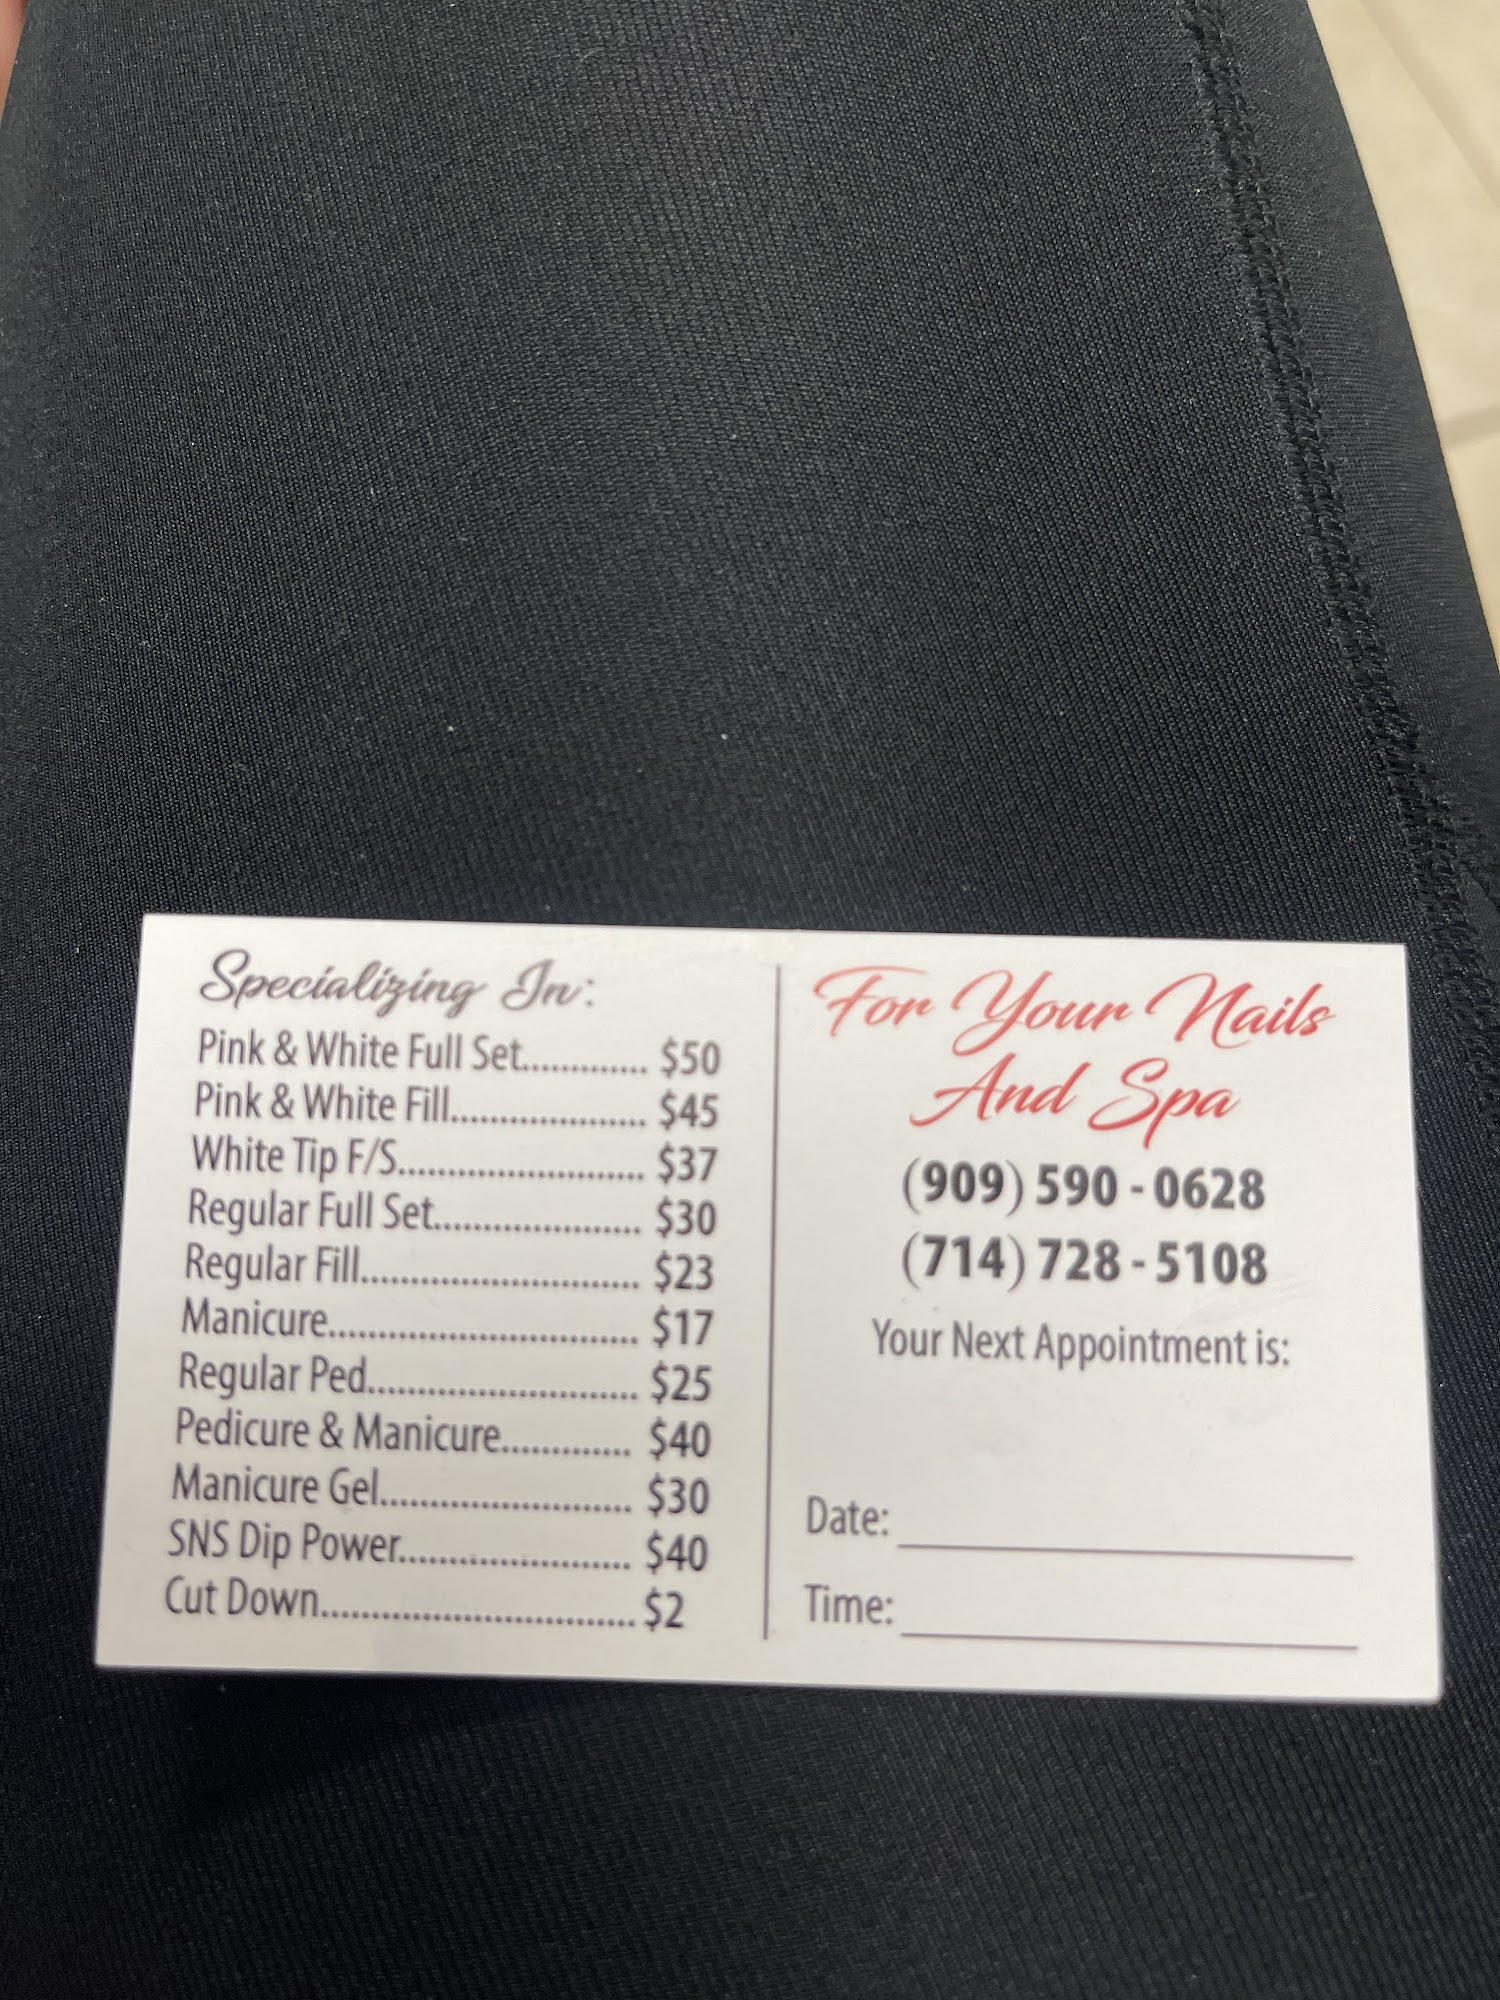 Specializing In:
Pink & White Full Set............. $50
Pink & White Fill.................... $45
White Tip F/S......................... $37
Regular Full Set..................... $30
Regular Fill............................ $23
Manicure............................... $17
Regular Ped........................... $25
Pedicure & Manicure............. $40
Manicure Gel......................... $30
SNS Dip Power....................... $40
Cut Down............................... $2
For Your Nails
And Spa
(909) 590 - 0628
(714) 728 - 5108
Your Next Appointment is:
Date:
Time: